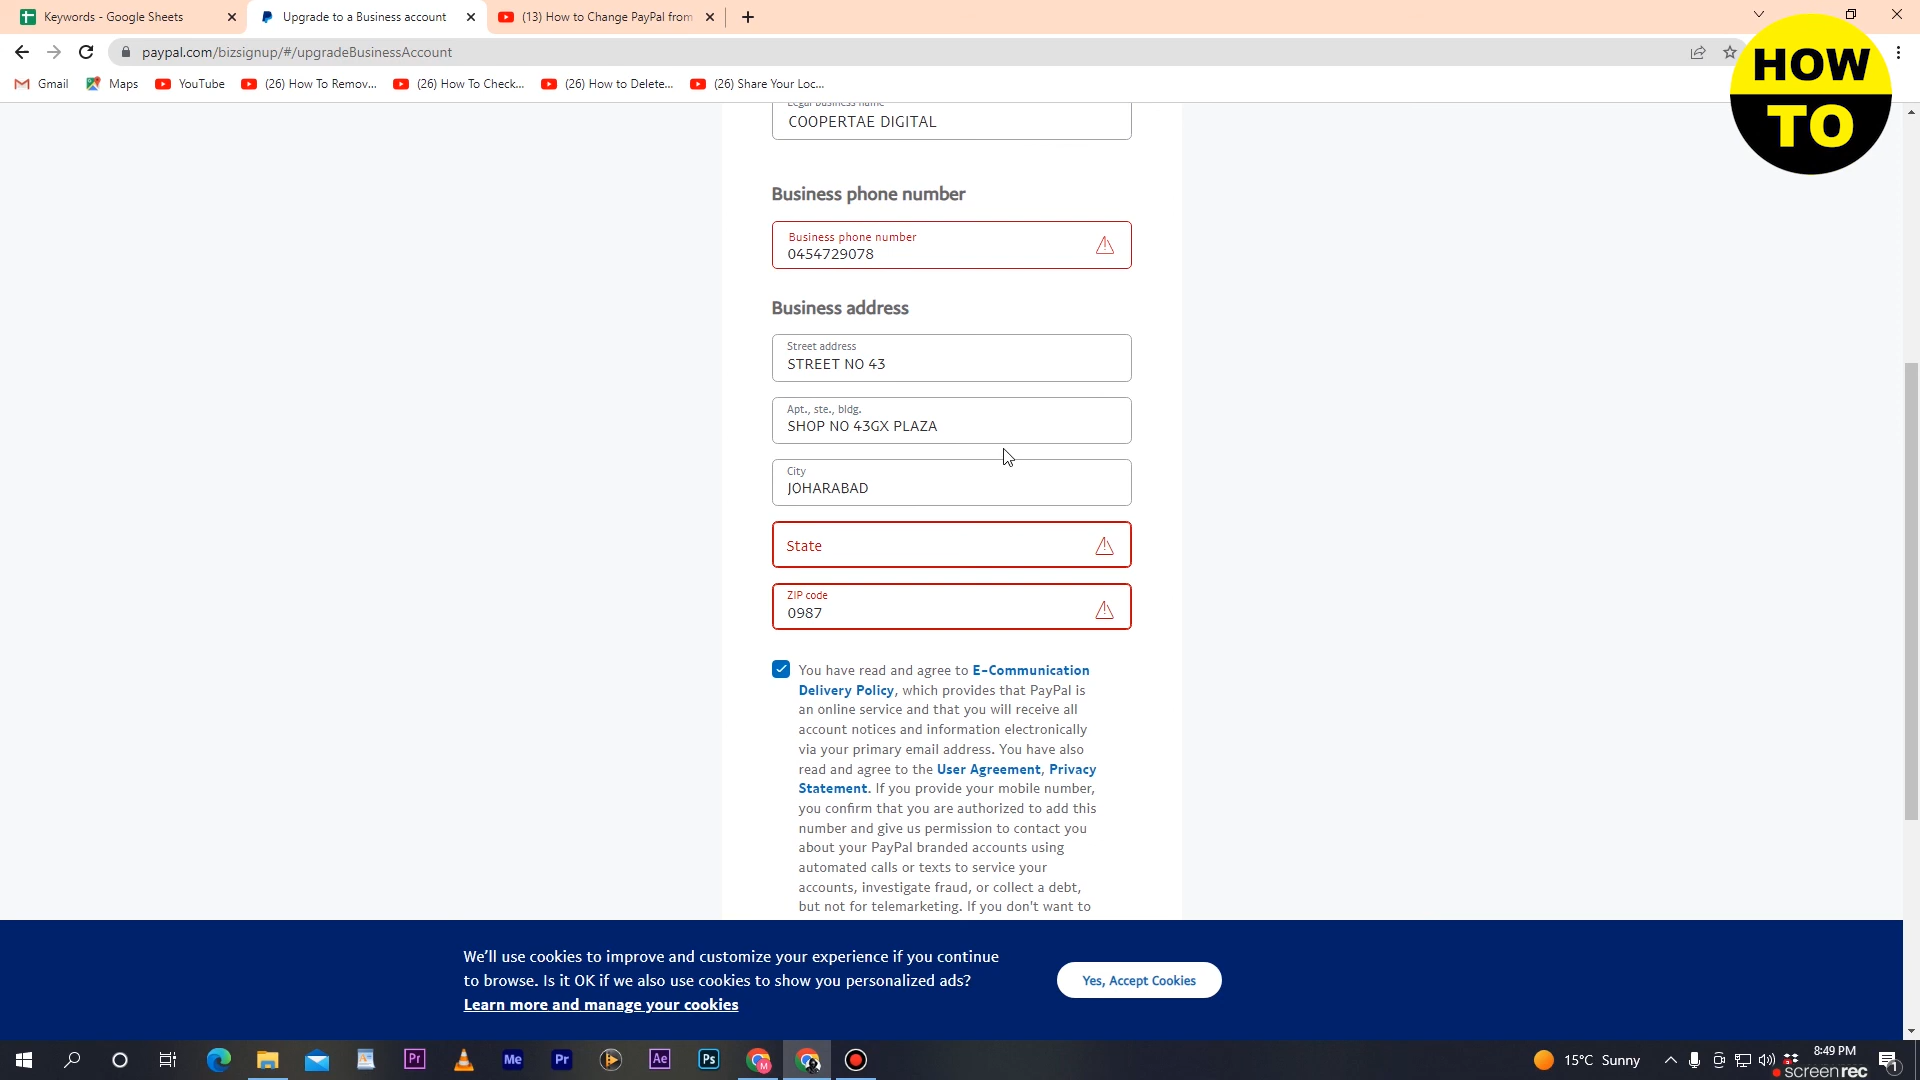 Keywords - Google Sheets
Upgrade to a Business account
(13) How to Change PayPal from
paypal.com/bizsignup/#/upgradeBusinessAccount
Gmail
Maps
YouTube
(26) How To Remov...
(26) How To Check...
(26) How to Delete...
(26) Share Your Loc...
HOW
TO
Legal business name
COOPERTAE DIGITAL
Business phone number
Business phone number
0454729078
Business address
Street address
STREET NO 43
Apt., ste., bldg.
SHOP NO 43GX PLAZA
City
JOHARABAD
State
ZIP code
0987
You have read and agree to E-Communication
Delivery Policy, which provides that PayPal is
an online service and that you will receive all
account notices and information electronically
via your primary email address. You have also
read and agree to the User Agreement, Privacy
Statement. If you provide your mobile number,
you confirm that you are authorized to add this
number and give us permission to contact you
about your PayPal branded accounts using
automated calls or texts to service your
accounts, investigate fraud, or collect a debt,
but not for telemarketing. If you don't want to
We'll use cookies to improve and customize your experience if you continue
to browse. Is it OK if we also use cookies to show you personalized ads?
Learn more and manage your cookies
Yes, Accept Cookies
Pr
Me
Pr
Ae
Ps
M
15°C Sunny
8:49 PM
screenrec
1